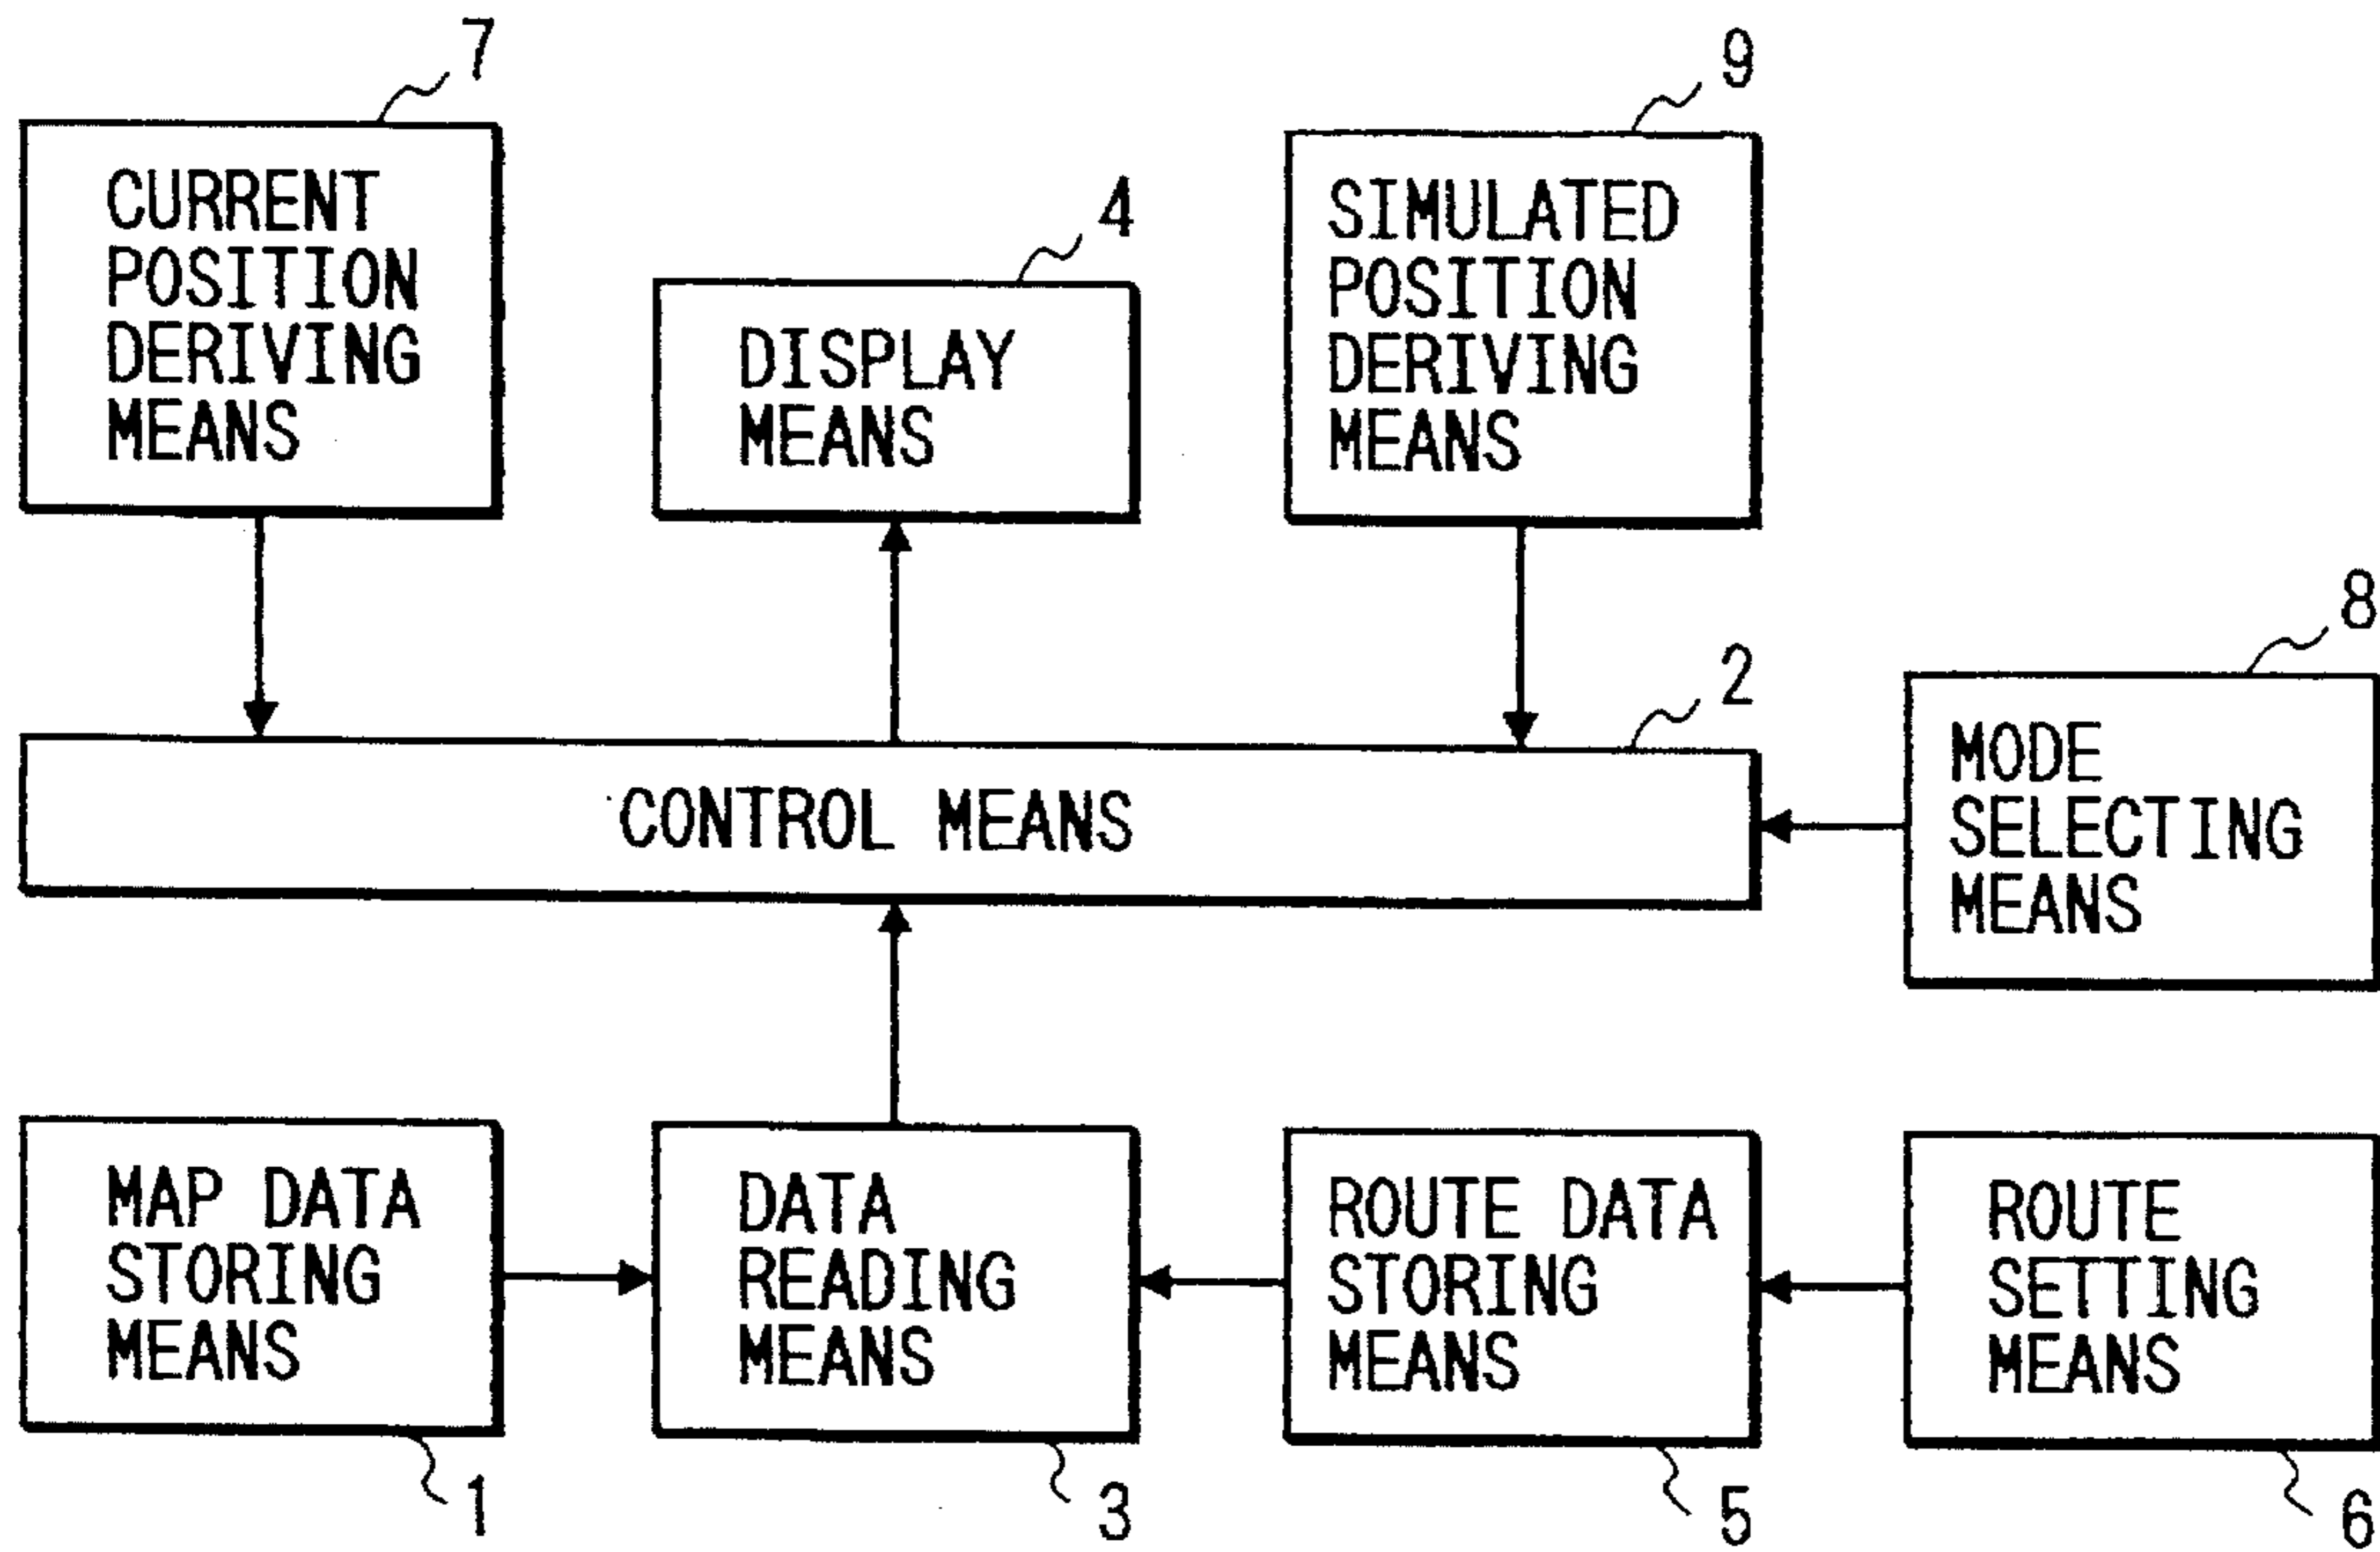 7
CURRENT
POSITION
DERIVING
MEANS
4
DISPLAY
MEANS
9
SIMULATED
POSITION
DERIVING
MEANS
2
CONTROL MEANS
8
MODE
SELECTING
MEANS
MAP DATA
STORING
MEANS
1
DATA
READING
MEANS
3
ROUTE DATA
STORING
MEANS
5
ROUTE
SETTING
MEANS
6